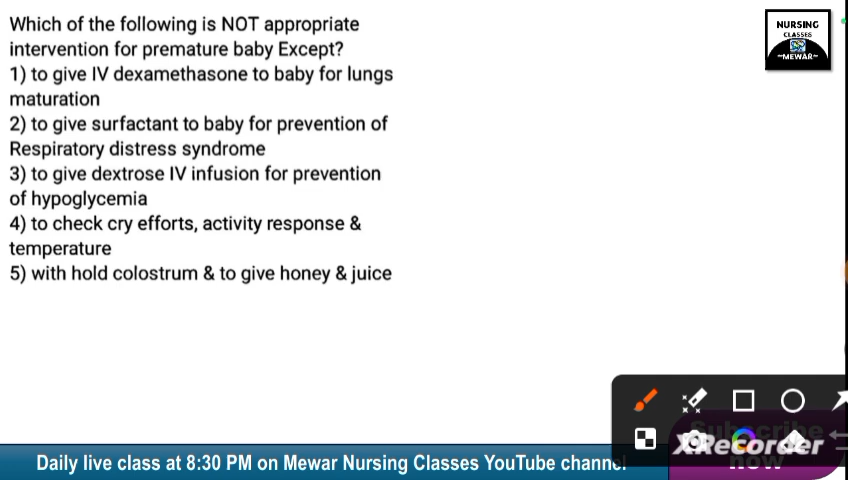 Which of the following is NOT appropriate
intervention for premature baby Except?
1) to give IV dexamethasone to baby for lungs
maturation
2) to give surfactant to baby for prevention of
Respiratory distress syndrome
3) to give dextrose IV infusion for prevention
of hypoglycemia
4) to check cry efforts, activity response &
temperature
5) with hold colostrum & to give honey & juice
NURSING
CLASSES
~MEWAR~
Subscribe
XRecorder
now
Daily live class at 8:30 PM on Mewar Nursing Classes YouTube channel